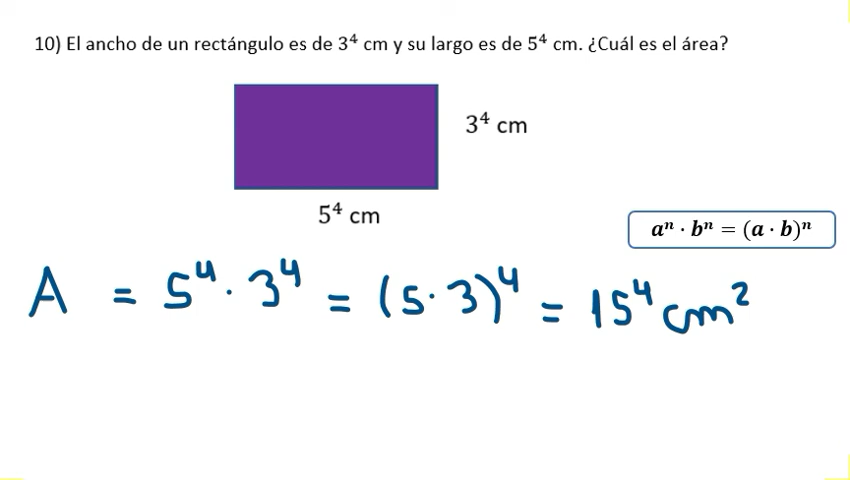 10) El ancho de un rectángulo es de 3⁴ cm y su largo es de 5⁴ cm. ¿Cuál es el área?
3⁴ cm
5⁴ cm
aⁿ · bⁿ = (a · b)ⁿ
A = 5⁴ · 3⁴ = (5 · 3)⁴ = 15⁴ cm²